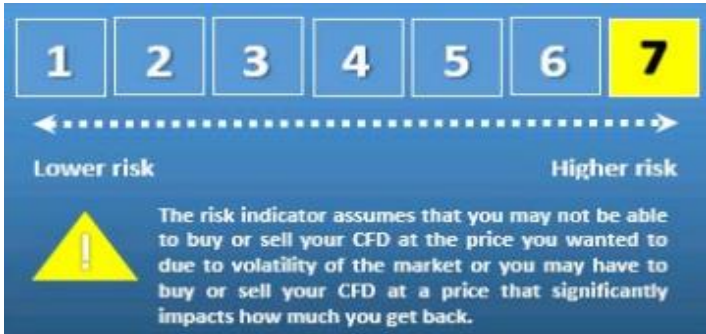 1 2 3 4 5 6 7
Lower risk Higher risk
!
The risk indicator assumes that you may not be able
to buy or sell your CFD at the price you wanted to
due to volatility of the market or you may have to
buy or sell your CFD at a price that significantly
impacts how much you get back.